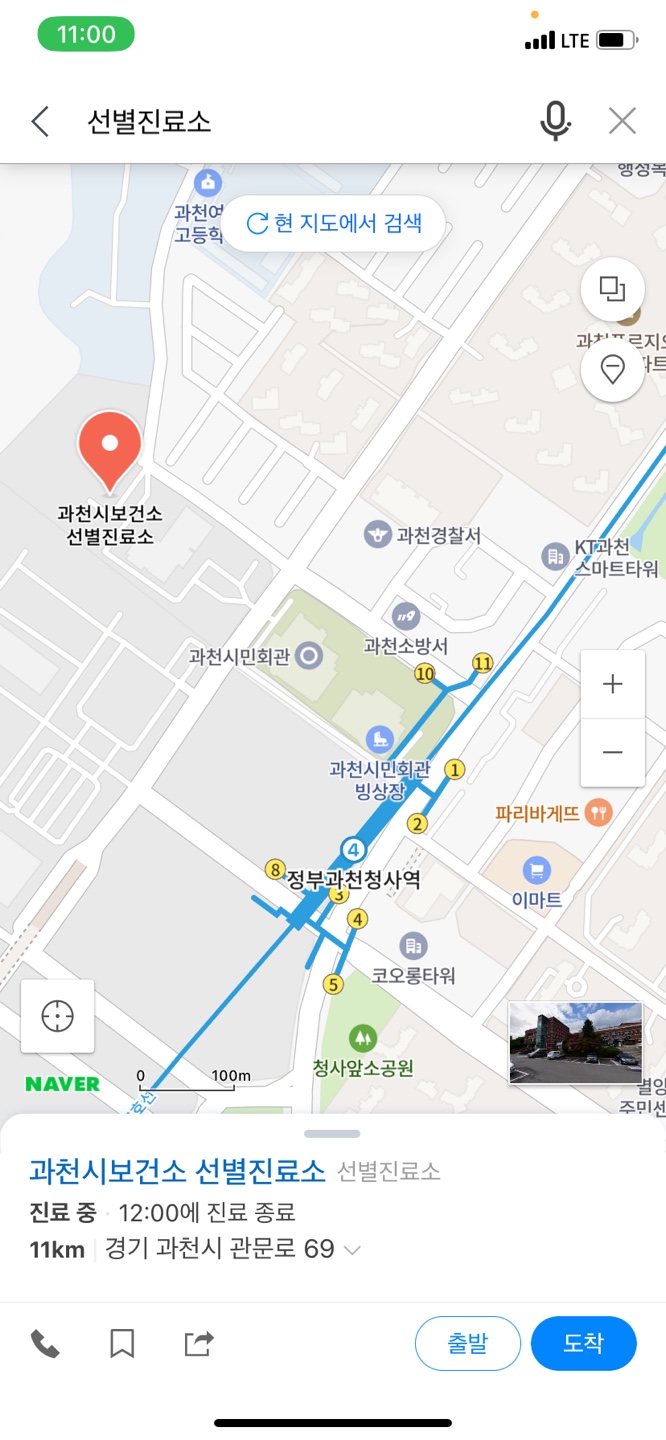 11:00
LTE
선별진료소
행정복
과천여
고등학
현 지도에서 검색
과천푸르지오
파트
과천시보건소
선별진료소
과천경찰서
KT과천
스마트타워
119
과천소방서
과천시민회관
10
11
과천시민회관
빙상장
1
2
파리바게뜨
4
8
정부과천청사역
3
이마트
4
코오롱타워
5
청사앞소공원
NAVER
0
100m
호선
별양
주민센
과천시보건소 선별진료소 선별진료소
진료 중 · 12:00에 진료 종료
11km 경기 과천시 관문로 69
출발
도착